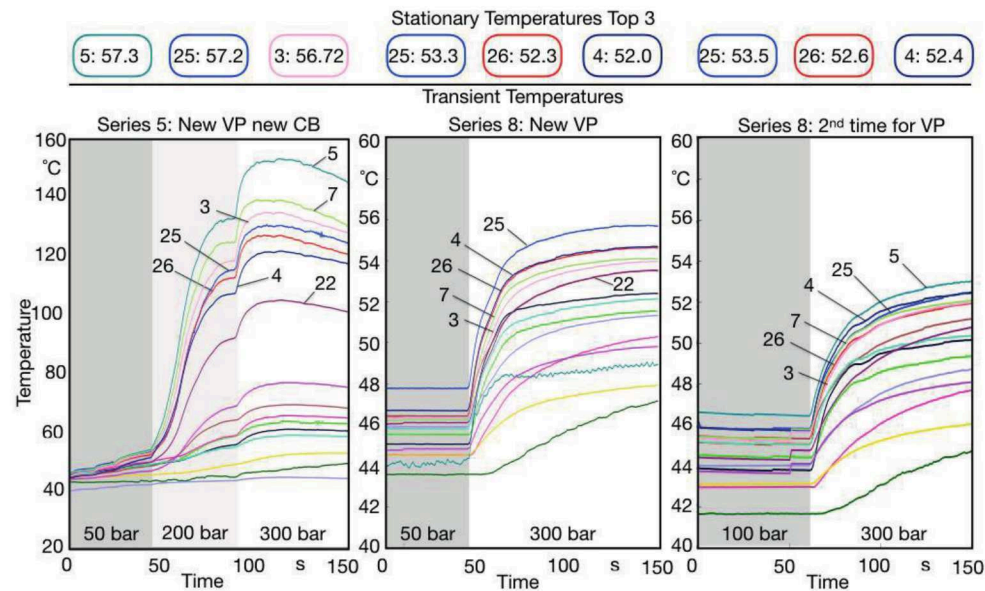 Stationary Temperatures Top 3
5: 57.3 25: 57.2 3: 56.72 25: 53.3 26: 52.3 4: 52.0 25: 53.5 26: 52.6 4: 52.4
Transient Temperatures
Series 5: New VP new CB
Series 8: New VP
Series 8: 2nd time for VP
Temperature
160
°C
140
120
100
80
60
40
20
5
7
3
25
26
4
22
50 bar 200 bar 300 bar
0 50 100 s 150
Time
60
°C
56
54
52
50
48
46
44
42
40
25
4
26
7
3
22
50 bar 300 bar
0 50 100 s 150
Time
60
°C
56
54
52
50
48
46
44
42
40
5
25
4
7
26
3
100 bar 300 bar
0 50 100 s 150
Time